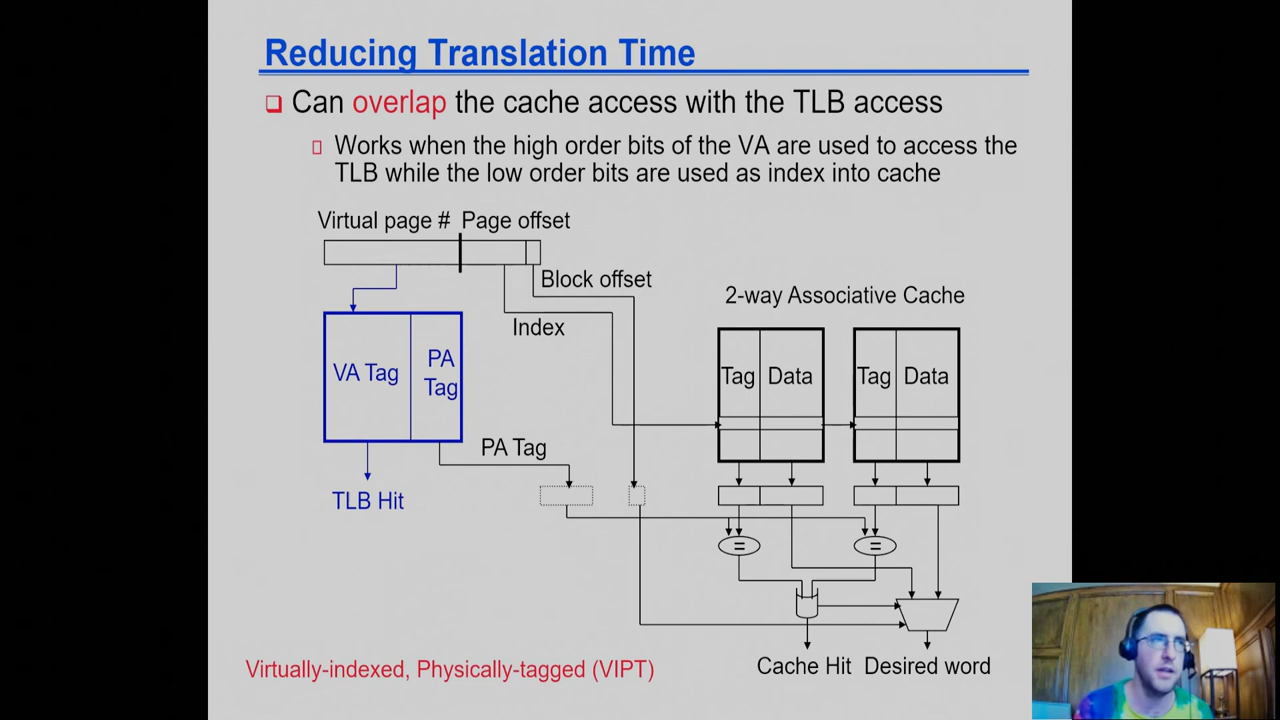 Reducing Translation Time
Can overlap the cache access with the TLB access
Works when the high order bits of the VA are used to access the
TLB while the low order bits are used as index into cache
Virtual page # Page offset
Block offset
2-way Associative Cache
Index
VA Tag
PA
Tag
Tag Data
Tag Data
PA Tag
TLB Hit
= =
Cache Hit Desired word
Virtually-indexed, Physically-tagged (VIPT)